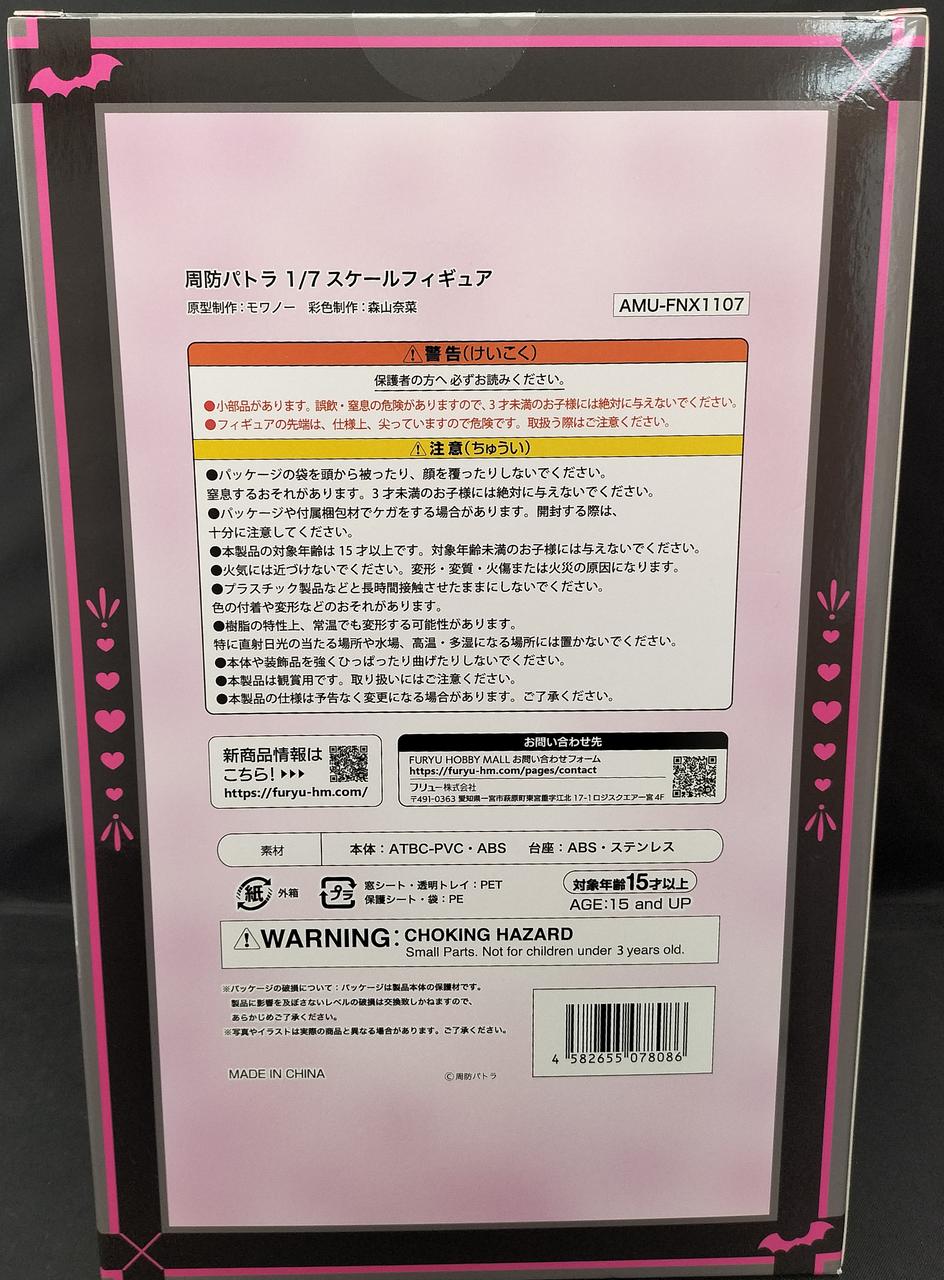 周防パトラ 1/7 スケールフィギュア
原型制作：モワノー　彩色制作：森山奈菜
AMU-FNX1107
⚠警告(けいこく)
保護者の方へ 必ずお読みください。
●小部品があります。誤飲・窒息の危険がありますので、3 才未満のお子様には絶対に与えないでください。
●フィギュアの先端は、仕様上、尖っていますので危険です。取扱う際はご注意ください。
⚠注意(ちゅうい)
●パッケージの袋を頭から被ったり、顔を覆ったりしないでください。
窒息するおそれがあります。3 才未満のお子様には絶対に与えないでください。
●パッケージや付属梱包材でケガをする場合があります。開封する際は、
十分に注意してください。
●本製品の対象年齢は 15 才以上です。対象年齢未満のお子様には与えないでください。
●火気には近づけないでください。変形・変質・火傷または火災の原因になります。
●プラスチック製品などと長時間接触させたままにしないでください。
色の付着や変形などのおそれがあります。
●樹脂の特性上、常温でも変形する可能性があります。
特に直射日光の当たる場所や水場、高温・多湿になる場所には置かないでください。
●本体や装飾品を強くひっぱったり曲げたりしないでください。
●本製品は観賞用です。取り扱いにはご注意ください。
●本製品の仕様は予告なく変更になる場合があります。ご了承ください。
新商品情報は
こちら! ▶▶▶
https://furyu-hm.com/
お問い合わせ先
FURYU HOBBY MALL お問い合わせフォーム
https://furyu-hm.com/pages/contact
フリュー株式会社
〒491-0363 愛知県一宮市萩原町東宮重字江北 17-1ロジスクエアー宮 4F
素材
本体：ATBC-PVC・ABS　台座：ABS・ステンレス
紙 外箱
プラ 窓シート・透明トレイ：PET
保護シート・袋：PE
対象年齢15才以上
AGE:15 and UP
⚠WARNING: CHOKING HAZARD
Small Parts. Not for children under 3 years old.
※パッケージの破損について：パッケージは製品本体の保護材です。
製品に影響を及ぼさないレベルの破損は交換致しかねますので、
あらかじめご了承ください。
※写真やイラストは実際の商品と異なる場合があります。ご了承ください。
4 582655 078086
MADE IN CHINA
©周防パトラ